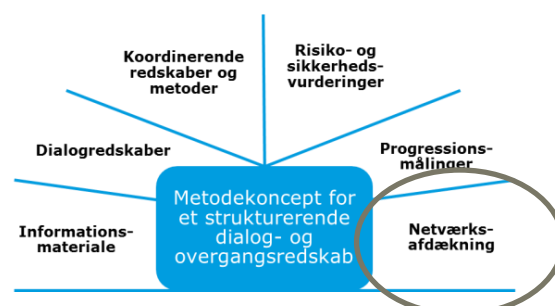 Koordinerende
redskaber og
metoder
Risiko- og
sikkerheds-
vurderinger
Dialogredskaber
Progressions-
målinger
Informations-
materiale
Metodekoncept for
et strukturerende
dialog- og
overgangsredskab
Netværks-
afdækning